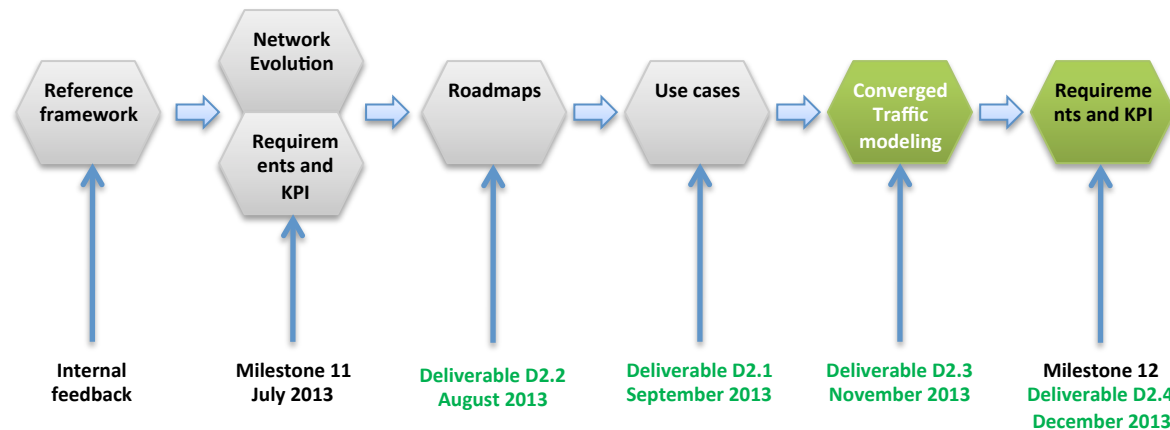 Reference
framework
Network
Evolution
Requirem
ents and
KPI
Roadmaps
Use cases
Converged
Traffic
modeling
Requireme
nts and KPI
Internal
feedback
Milestone 11
July 2013
Deliverable D2.2
August 2013
Deliverable D2.1
September 2013
Deliverable D2.3
November 2013
Milestone 12
Deliverable D2.4
December 2013